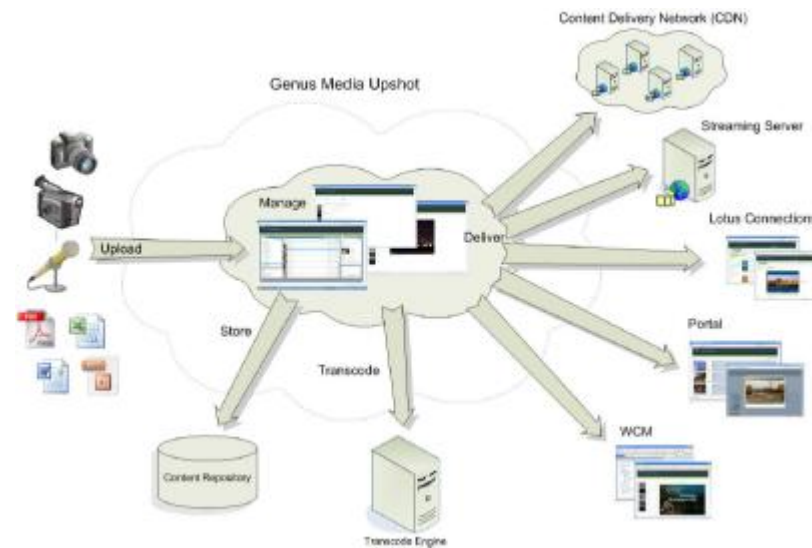 Content Delivery Network (CDN)
Genus Media Upshot
Streaming Server
Manage
Lotus Connections
Deliver
Upload
Store
Portal
Transcode
WCM
Content Repository
Transcode Engine